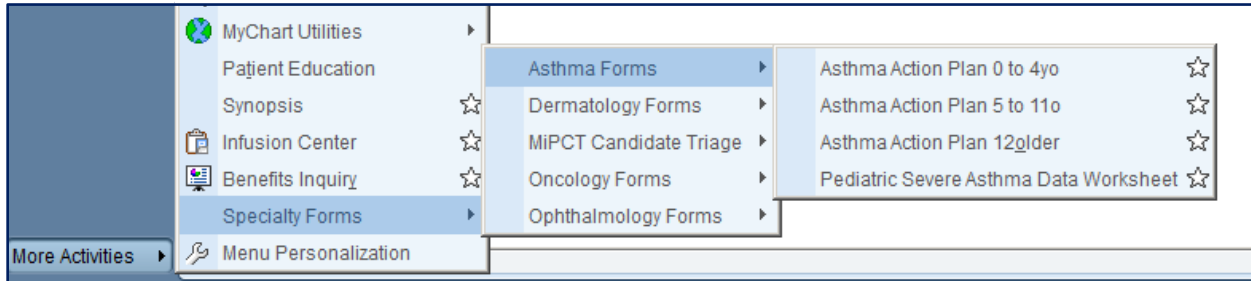 MyChart Utilities
Patient Education
Synopsis
Infusion Center
Benefits Inquiry
Specialty Forms
Menu Personalization
More Activities
Asthma Forms
Dermatology Forms
MiPCT Candidate Triage
Oncology Forms
Ophthalmology Forms
Asthma Action Plan 0 to 4yo
Asthma Action Plan 5 to 11o
Asthma Action Plan 12older
Pediatric Severe Asthma Data Worksheet